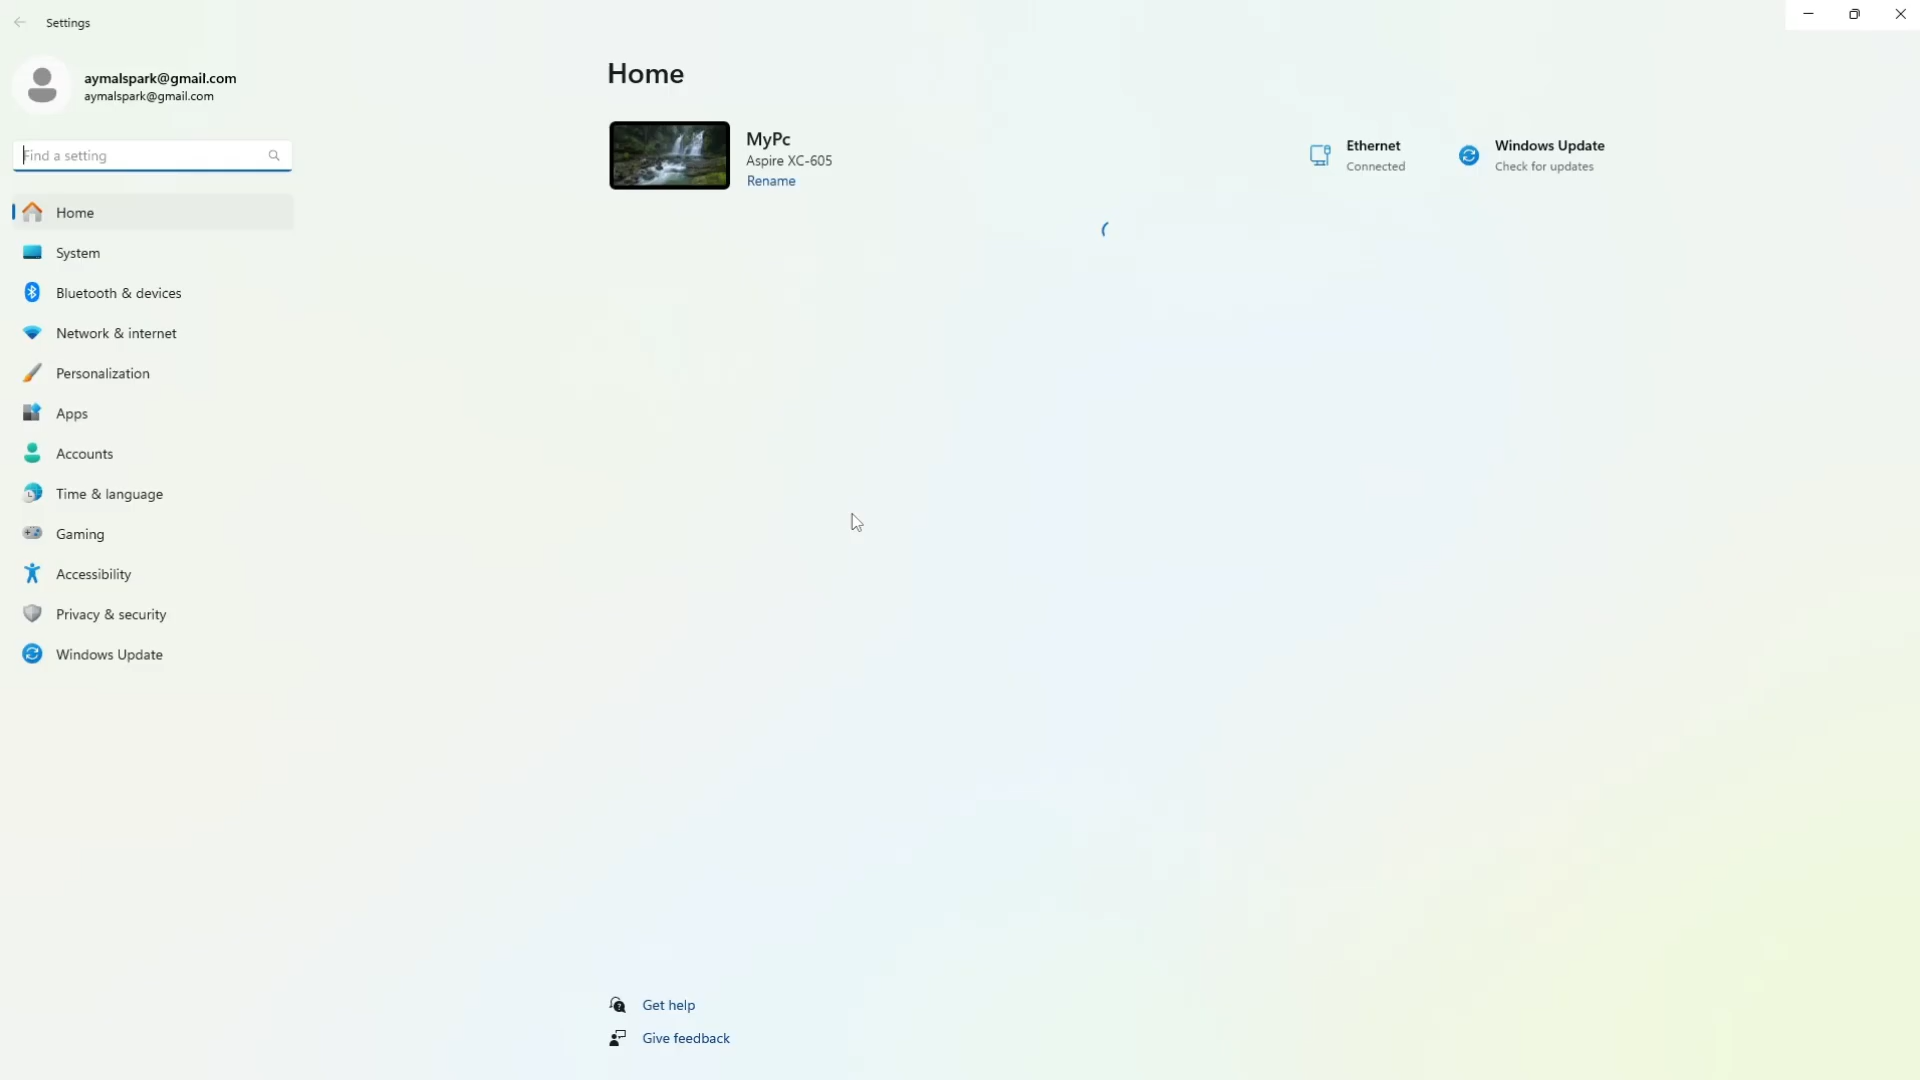 Settings
aymalspark@gmail.com
aymalspark@gmail.com
Find a setting
Home
System
Bluetooth & devices
Network & internet
Personalization
Apps
Accounts
Time & language
Gaming
Accessibility
Privacy & security
Windows Update
Home
MyPc
Aspire XC-605
Rename
Ethernet
Connected
Windows Update
Check for updates
Get help
Give feedback